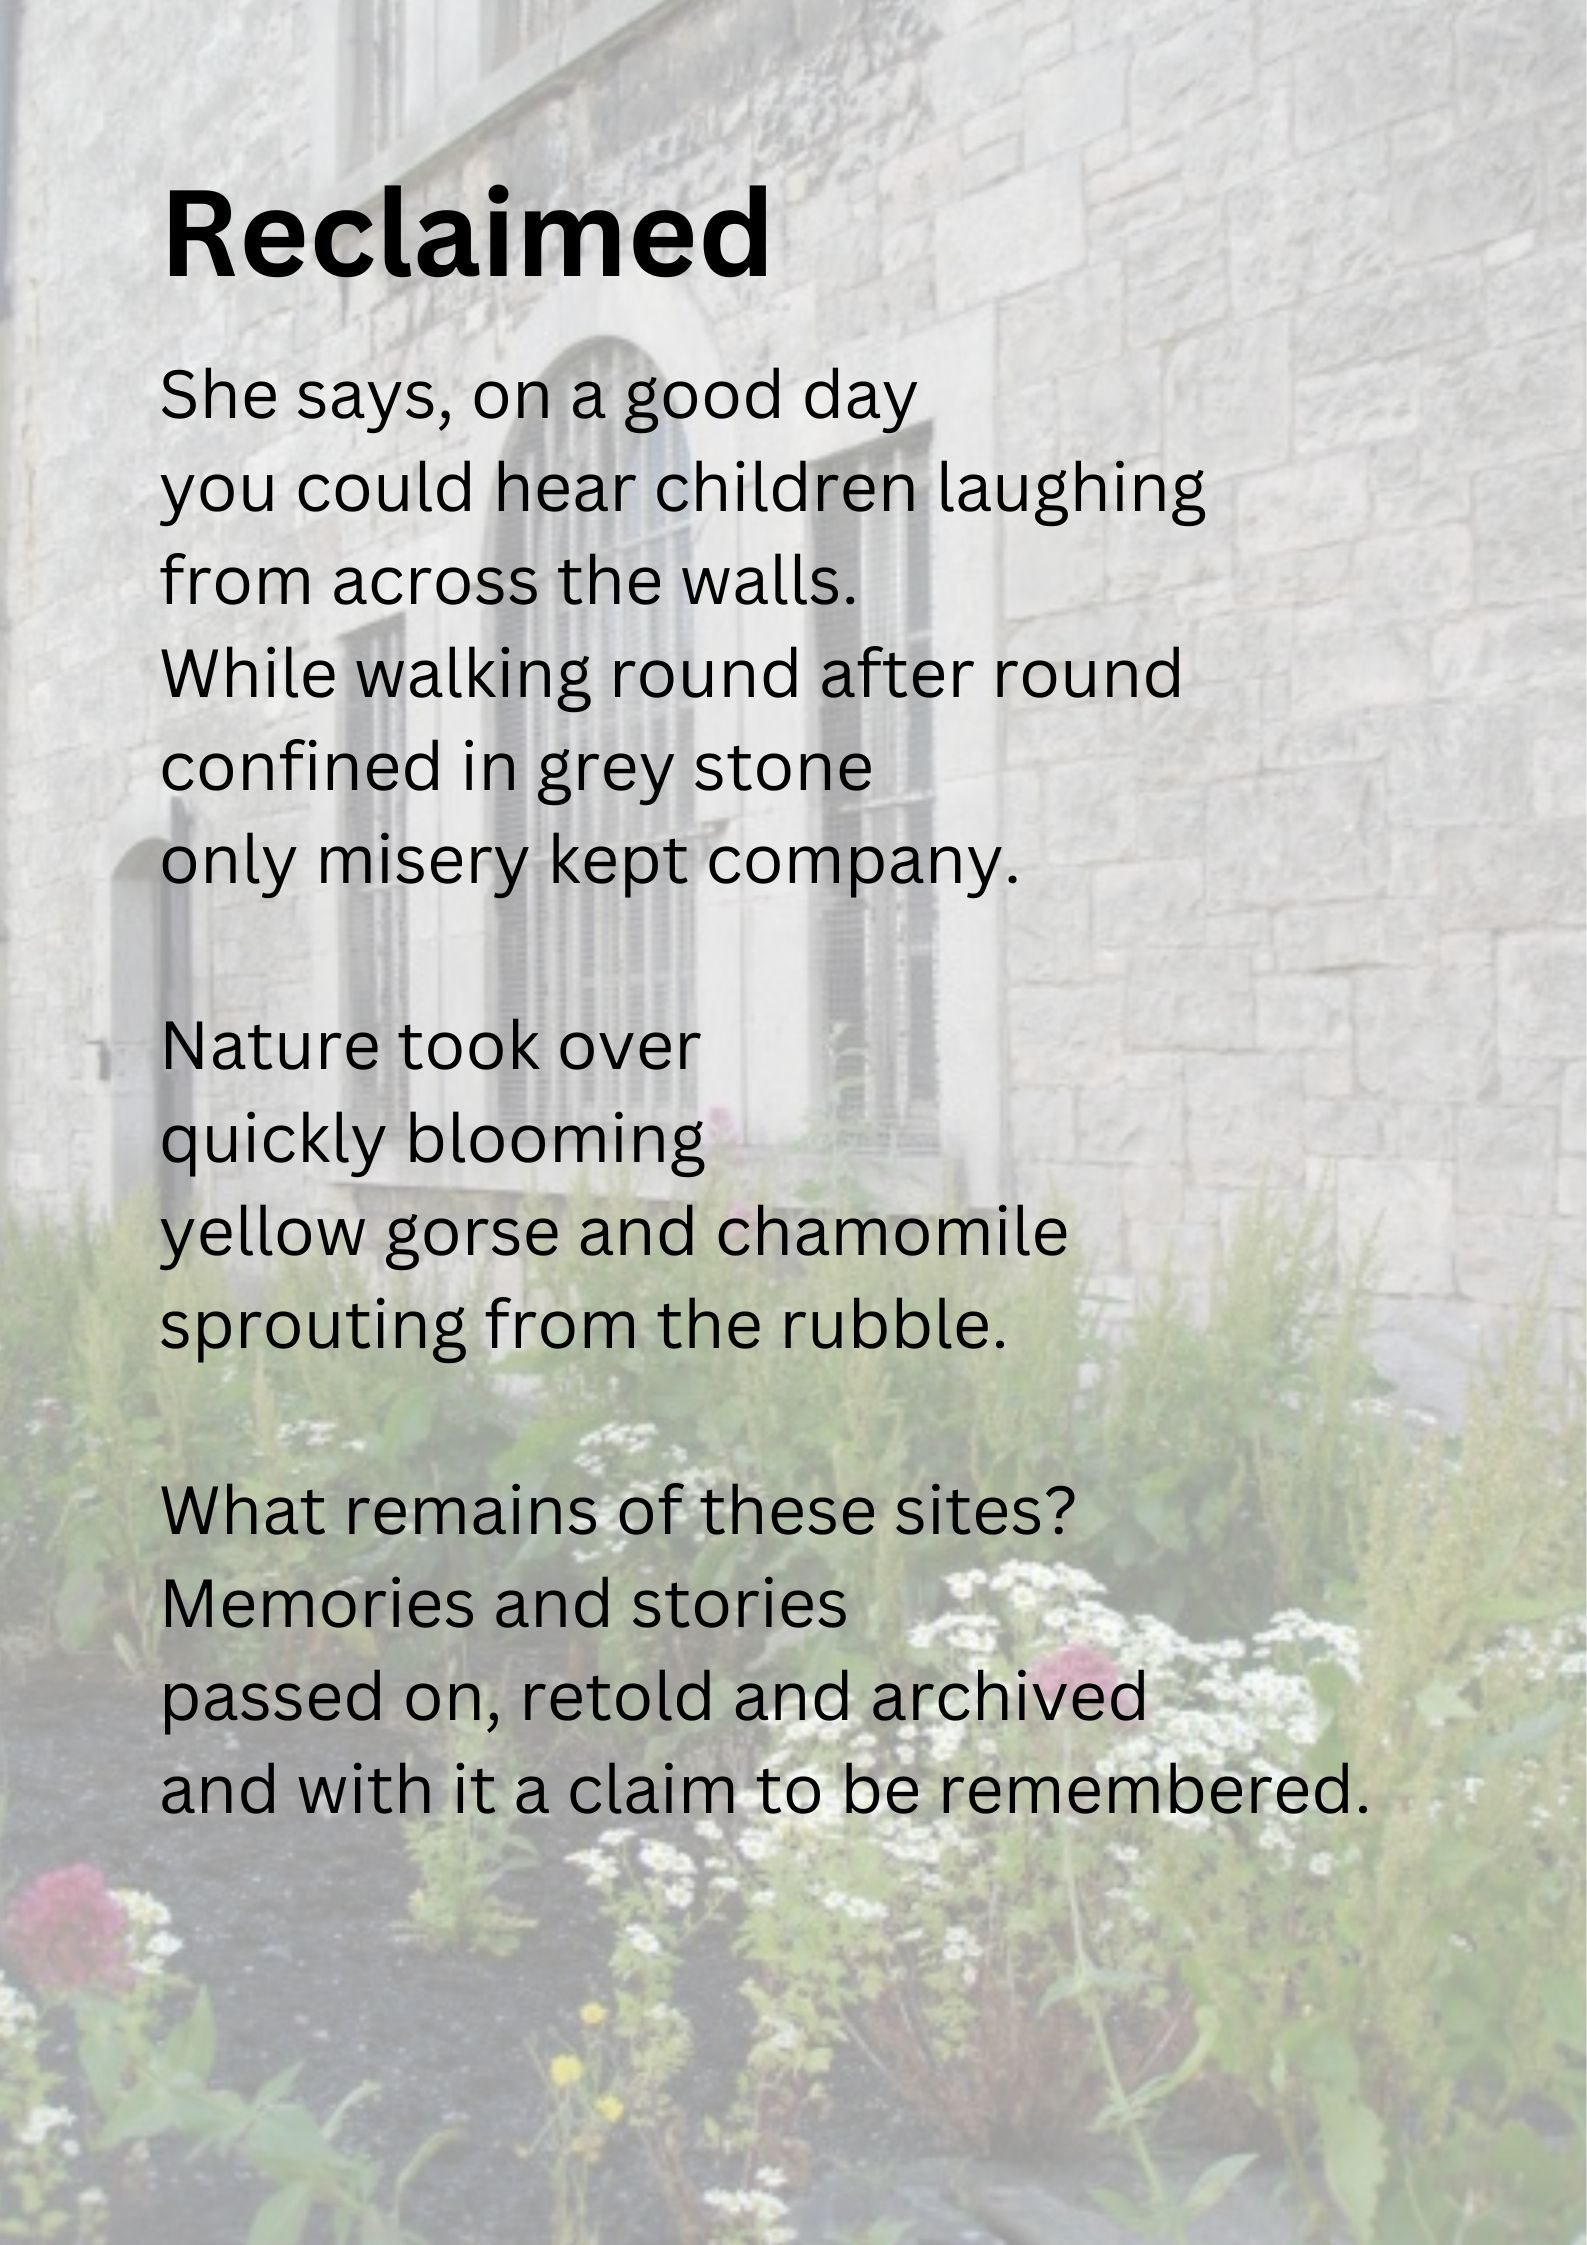 Reclaimed
She says, on a good day
you could hear children laughing
from across the walls.
While walking round after round
confined in grey stone
only misery kept company.
Nature took over
quickly blooming
yellow gorse and chamomile
sprouting from the rubble.
What remains of these sites?
Memories and stories
passed on, retold and archived
and with it a claim to be remembered.